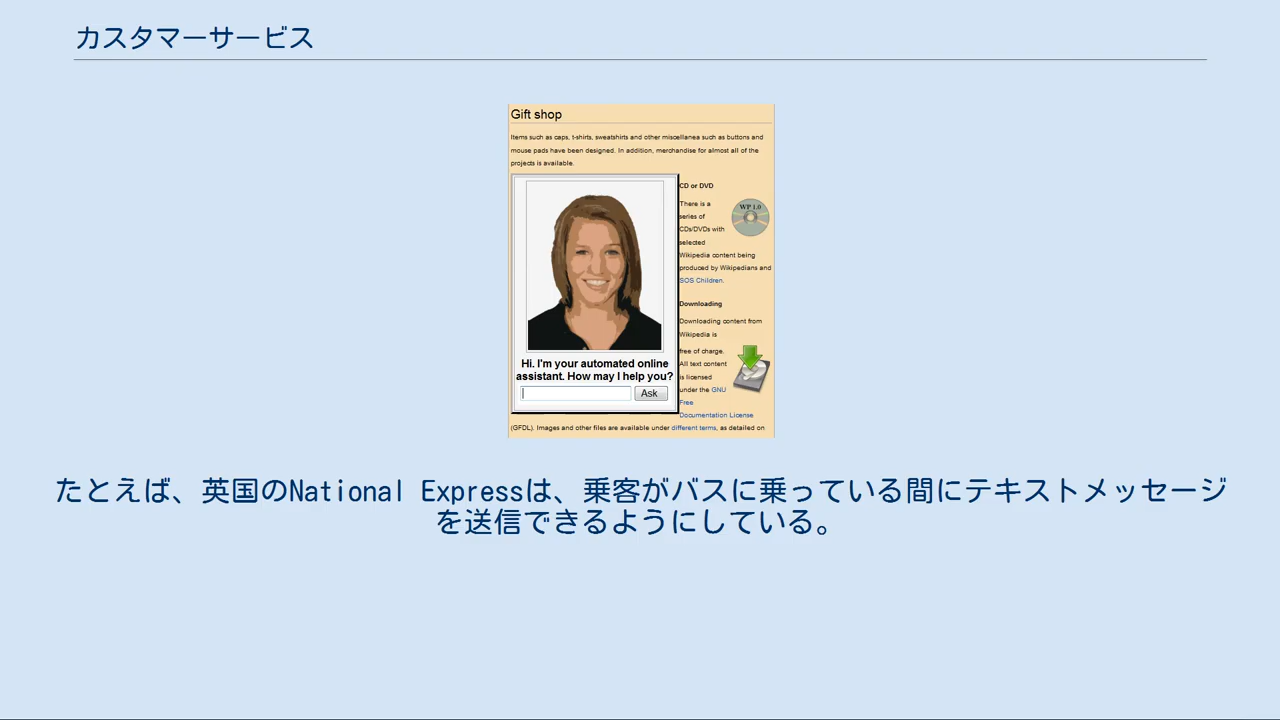 カスタマーサービス
Gift shop
Items such as caps, t-shirts, sweatshirts and other miscellanea such as buttons and
mouse pads have been designed. In addition, merchandise for almost all of the
projects is available.
CD or DVD
There is a
series of
CDs/DVDs with
selected
Wikipedia content being
produced by Wikipedians and
SOS Children.
WP 1.0
Downloading
Downloading content from
Wikipedia is
free of charge.
All text content
is licensed
under the GNU
Free
Documentation License
(GFDL). Images and other files are available under different terms, as detailed on
Hi. I'm your automated online
assistant. How may I help you?
Ask
たとえば、英国のNational Expressは、乗客がバスに乗っている間にテキストメッセージ
を送信できるようにしている。